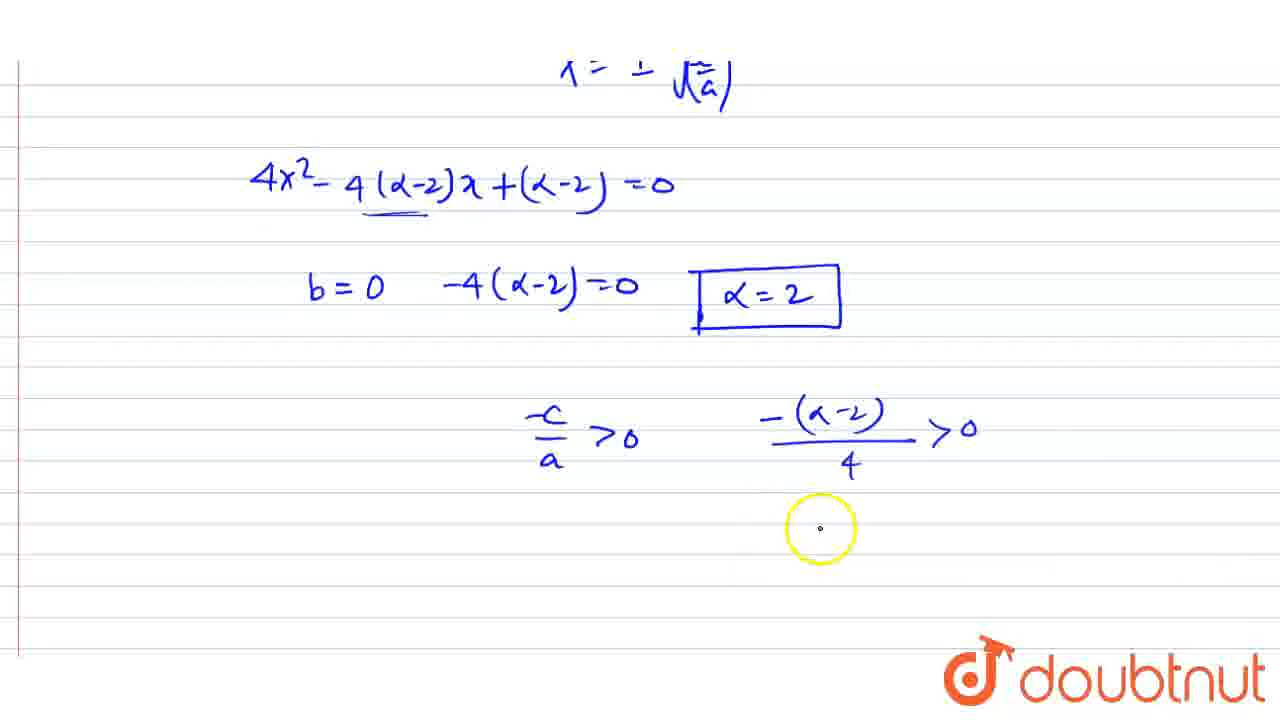 = ± √( /a)
4x² - 4(α-2)x + (α-2) = 0
b = 0 -4(α-2) = 0 α = 2
-c/a > 0 -(α-2)/4 > 0
doubtnut